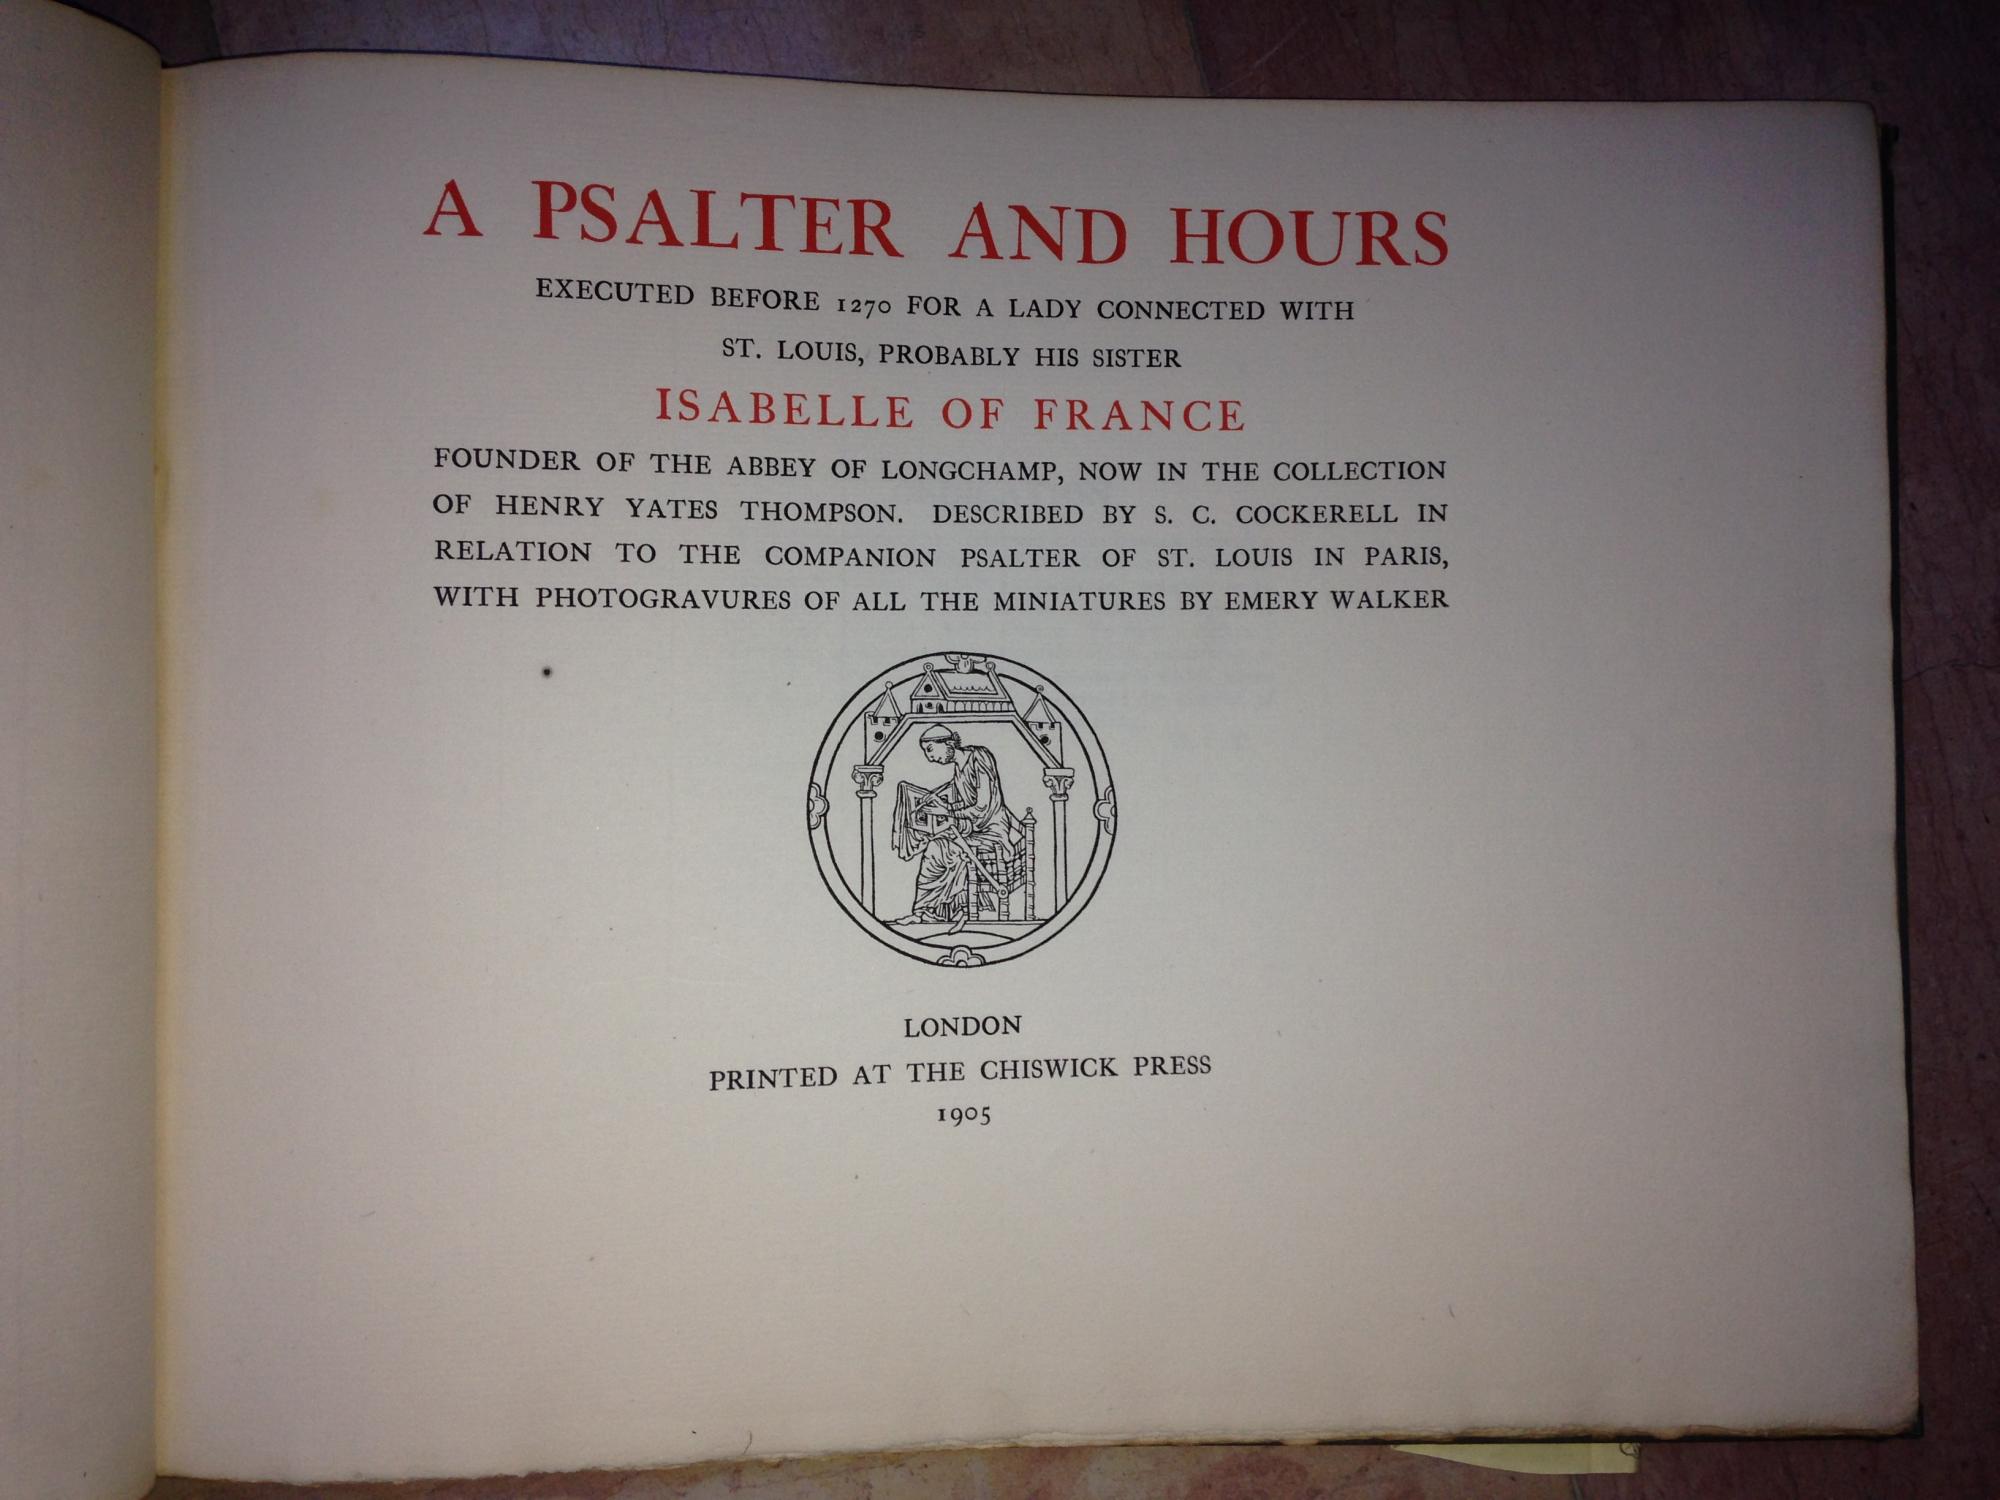 A PSALTER AND HOURS
EXECUTED BEFORE 1270 FOR A LADY CONNECTED WITH
ST. LOUIS, PROBABLY HIS SISTER
ISABELLE OF FRANCE
FOUNDER OF THE ABBEY OF LONGCHAMP, NOW IN THE COLLECTION
OF HENRY YATES THOMPSON. DESCRIBED BY S. C. COCKERELL IN
RELATION TO THE COMPANION PSALTER OF ST. LOUIS IN PARIS,
WITH PHOTOGRAVURES OF ALL THE MINIATURES BY EMERY WALKER
LONDON
PRINTED AT THE CHISWICK PRESS
1905